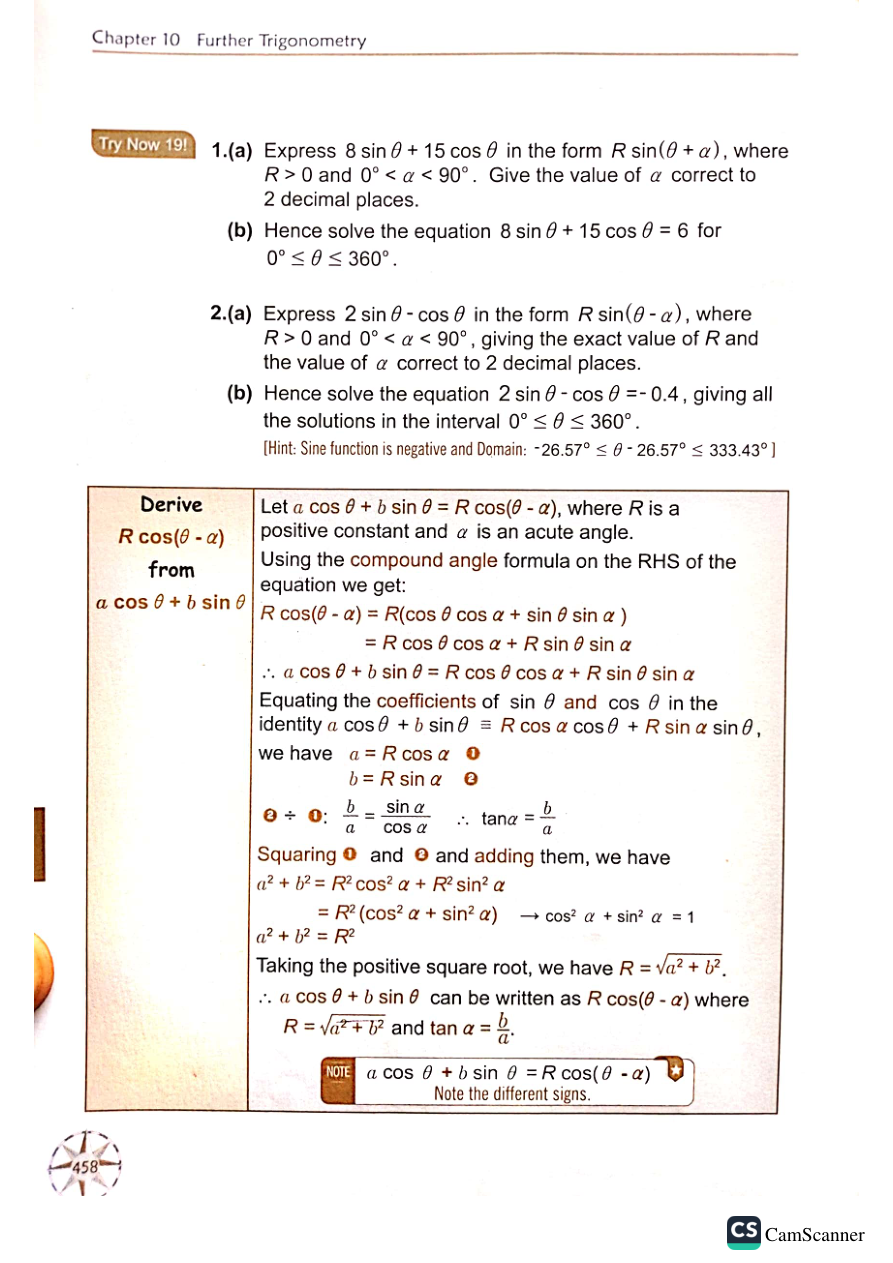 Chapter 10 Further Trigonometry
Try Now 19!
1.(a) Express 8 sin θ + 15 cos θ in the form R sin(θ + α), where
R > 0 and 0° < α < 90°. Give the value of α correct to
2 decimal places.
(b) Hence solve the equation 8 sin θ + 15 cos θ = 6 for
0° ≤ θ ≤ 360°.
2.(a) Express 2 sin θ - cos θ in the form R sin(θ - α), where
R > 0 and 0° < α < 90°, giving the exact value of R and
the value of α correct to 2 decimal places.
(b) Hence solve the equation 2 sin θ - cos θ =- 0.4, giving all
the solutions in the interval 0° ≤ θ ≤ 360°.
[Hint: Sine function is negative and Domain: -26.57° ≤ θ - 26.57° ≤ 333.43°]
Derive
R cos(θ - α)
from
a cos θ + b sin θ
Let a cos θ + b sin θ = R cos(θ - α), where R is a
positive constant and α is an acute angle.
Using the compound angle formula on the RHS of the
equation we get:
R cos(θ - α) = R(cos θ cos α + sin θ sin α )
= R cos θ cos α + R sin θ sin α
∴ a cos θ + b sin θ = R cos θ cos α + R sin θ sin α
Equating the coefficients of sin θ and cos θ in the
identity a cos θ + b sin θ ≡ R cos α cos θ + R sin α sin θ,
we have a = R cos α ❶
b = R sin α ❷
❷ ÷ ❶: b/a = sin α/cos α ∴ tanα = b/a
Squaring ❶ and ❷ and adding them, we have
a² + b² = R² cos² α + R² sin² α
= R² (cos² α + sin² α) → cos² α + sin² α = 1
a² + b² = R²
Taking the positive square root, we have R = √a² + b².
∴ a cos θ + b sin θ can be written as R cos(θ - α) where
R = √a² + b² and tan α = b/a.
NOTE a cos θ + b sin θ = R cos(θ - α)
Note the different signs.
458
CS CamScanner